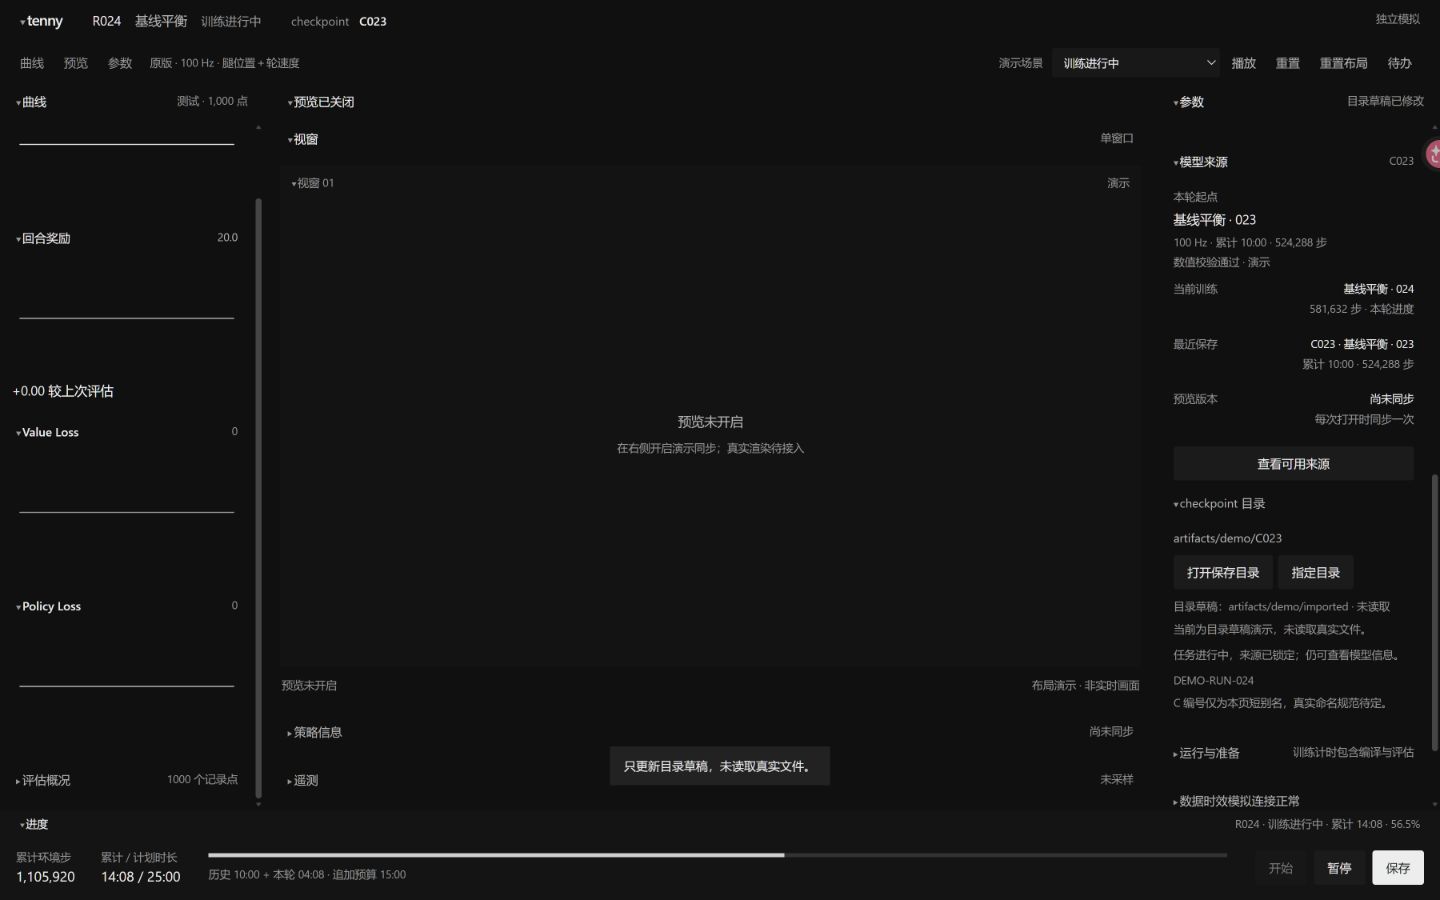 tenny R024 基线平衡 训练进行中 checkpoint C023 独立模拟
曲线 预览 参数 原版 · 100 Hz · 腿位置 + 轮速度 演示场景 训练进行中 播放 重置 重置布局 待办
曲线 测试 · 1,000 点
回合奖励 20.0
+0.00 较上次评估
Value Loss 0
Policy Loss 0
评估概况 1000 个记录点
预览已关闭
视窗 单窗口
视窗 01 演示
预览未开启
在右侧开启演示同步；真实渲染待接入
预览未开启 布局演示 · 非实时画面
策略信息 尚未同步
遥测 未采样
只更新目录草稿，未读取真实文件。
参数 目录草稿已修改
模型来源 C023
本轮起点
基线平衡 · 023
100 Hz · 累计 10:00 · 524,288 步
数值校验通过 · 演示
当前训练 基线平衡 · 024
581,632 步 · 本轮进度
最近保存 C023 · 基线平衡 · 023
累计 10:00 · 524,288 步
预览版本 尚未同步
每次打开时同步一次
查看可用来源
checkpoint 目录
artifacts/demo/C023
打开保存目录 指定目录
目录草稿：artifacts/demo/imported · 未读取
当前为目录草稿演示，未读取真实文件。
任务进行中，来源已锁定；仍可查看模型信息。
DEMO-RUN-024
C 编号仅为本页短别名，真实命名规范待定。
运行与准备 训练计时包含编译与评估
数据时效模拟连接正常
进度 R024 · 训练进行中 · 累计 14:08 · 56.5%
累计环境步 累计 / 计划时长
1,105,920 14:08 / 25:00 历史 10:00 + 本轮 04:08 · 追加预算 15:00
开始 暂停 保存